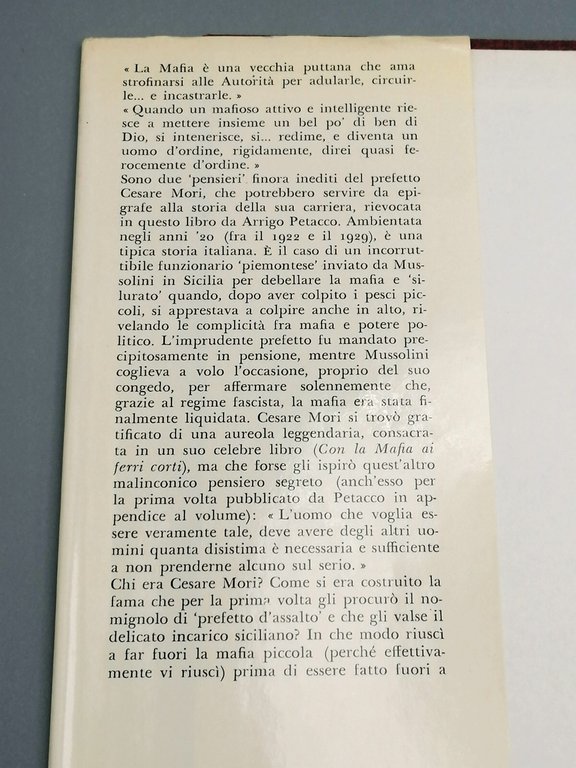 « La Mafia è una vecchia puttana che ama
strofinarsi alle Autorità per adularle, circuir-
le... e incastrarle. »
« Quando un mafioso attivo e intelligente rie-
sce a mettere insieme un bel po' di ben di
Dio, si intenerisce, si... redime, e diventa un
uomo d'ordine, rigidamente, direi quasi fe-
rocemente d'ordine. »
Sono due 'pensieri' finora inediti del prefetto
Cesare Mori, che potrebbero servire da epi-
grafe alla storia della sua carriera, rievocata
in questo libro da Arrigo Petacco. Ambientata
negli anni '20 (fra il 1922 e il 1929), è una
tipica storia italiana. È il caso di un incorrut-
tibile funzionario 'piemontese' inviato da Mus-
solini in Sicilia per debellare la mafia e 'si-
lurato' quando, dopo aver colpito i pesci pic-
coli, si apprestava a colpire anche in alto, ri-
velando le complicità fra mafia e potere po-
litico. L'imprudente prefetto fu mandato pre-
cipitosamente in pensione, mentre Mussolini
coglieva a volo l'occasione, proprio del suo
congedo, per affermare solennemente che,
grazie al regime fascista, la mafia era stata fi-
nalmente liquidata. Cesare Mori si trovò gra-
tificato di una aureola leggendaria, consacra-
ta in un suo celebre libro (Con la Mafia ai
ferri corti), ma che forse gli ispirò quest'altro
malinconico pensiero segreto (anch'esso per
la prima volta pubblicato da Petacco in ap-
pendice al volume): « L'uomo che voglia es-
sere veramente tale, deve avere degli altri uo-
mini quanta disistima è necessaria e sufficiente
a non prenderne alcuno sul serio. »
Chi era Cesare Mori? Come si era costruito la
fama che per la prima volta gli procurò il no-
mignolo di 'prefetto d'assalto' e che gli valse il
delicato incarico siciliano? In che modo riuscì
a far fuori la mafia piccola (perché effettiva-
mente vi riuscì) prima di essere fatto fuori a